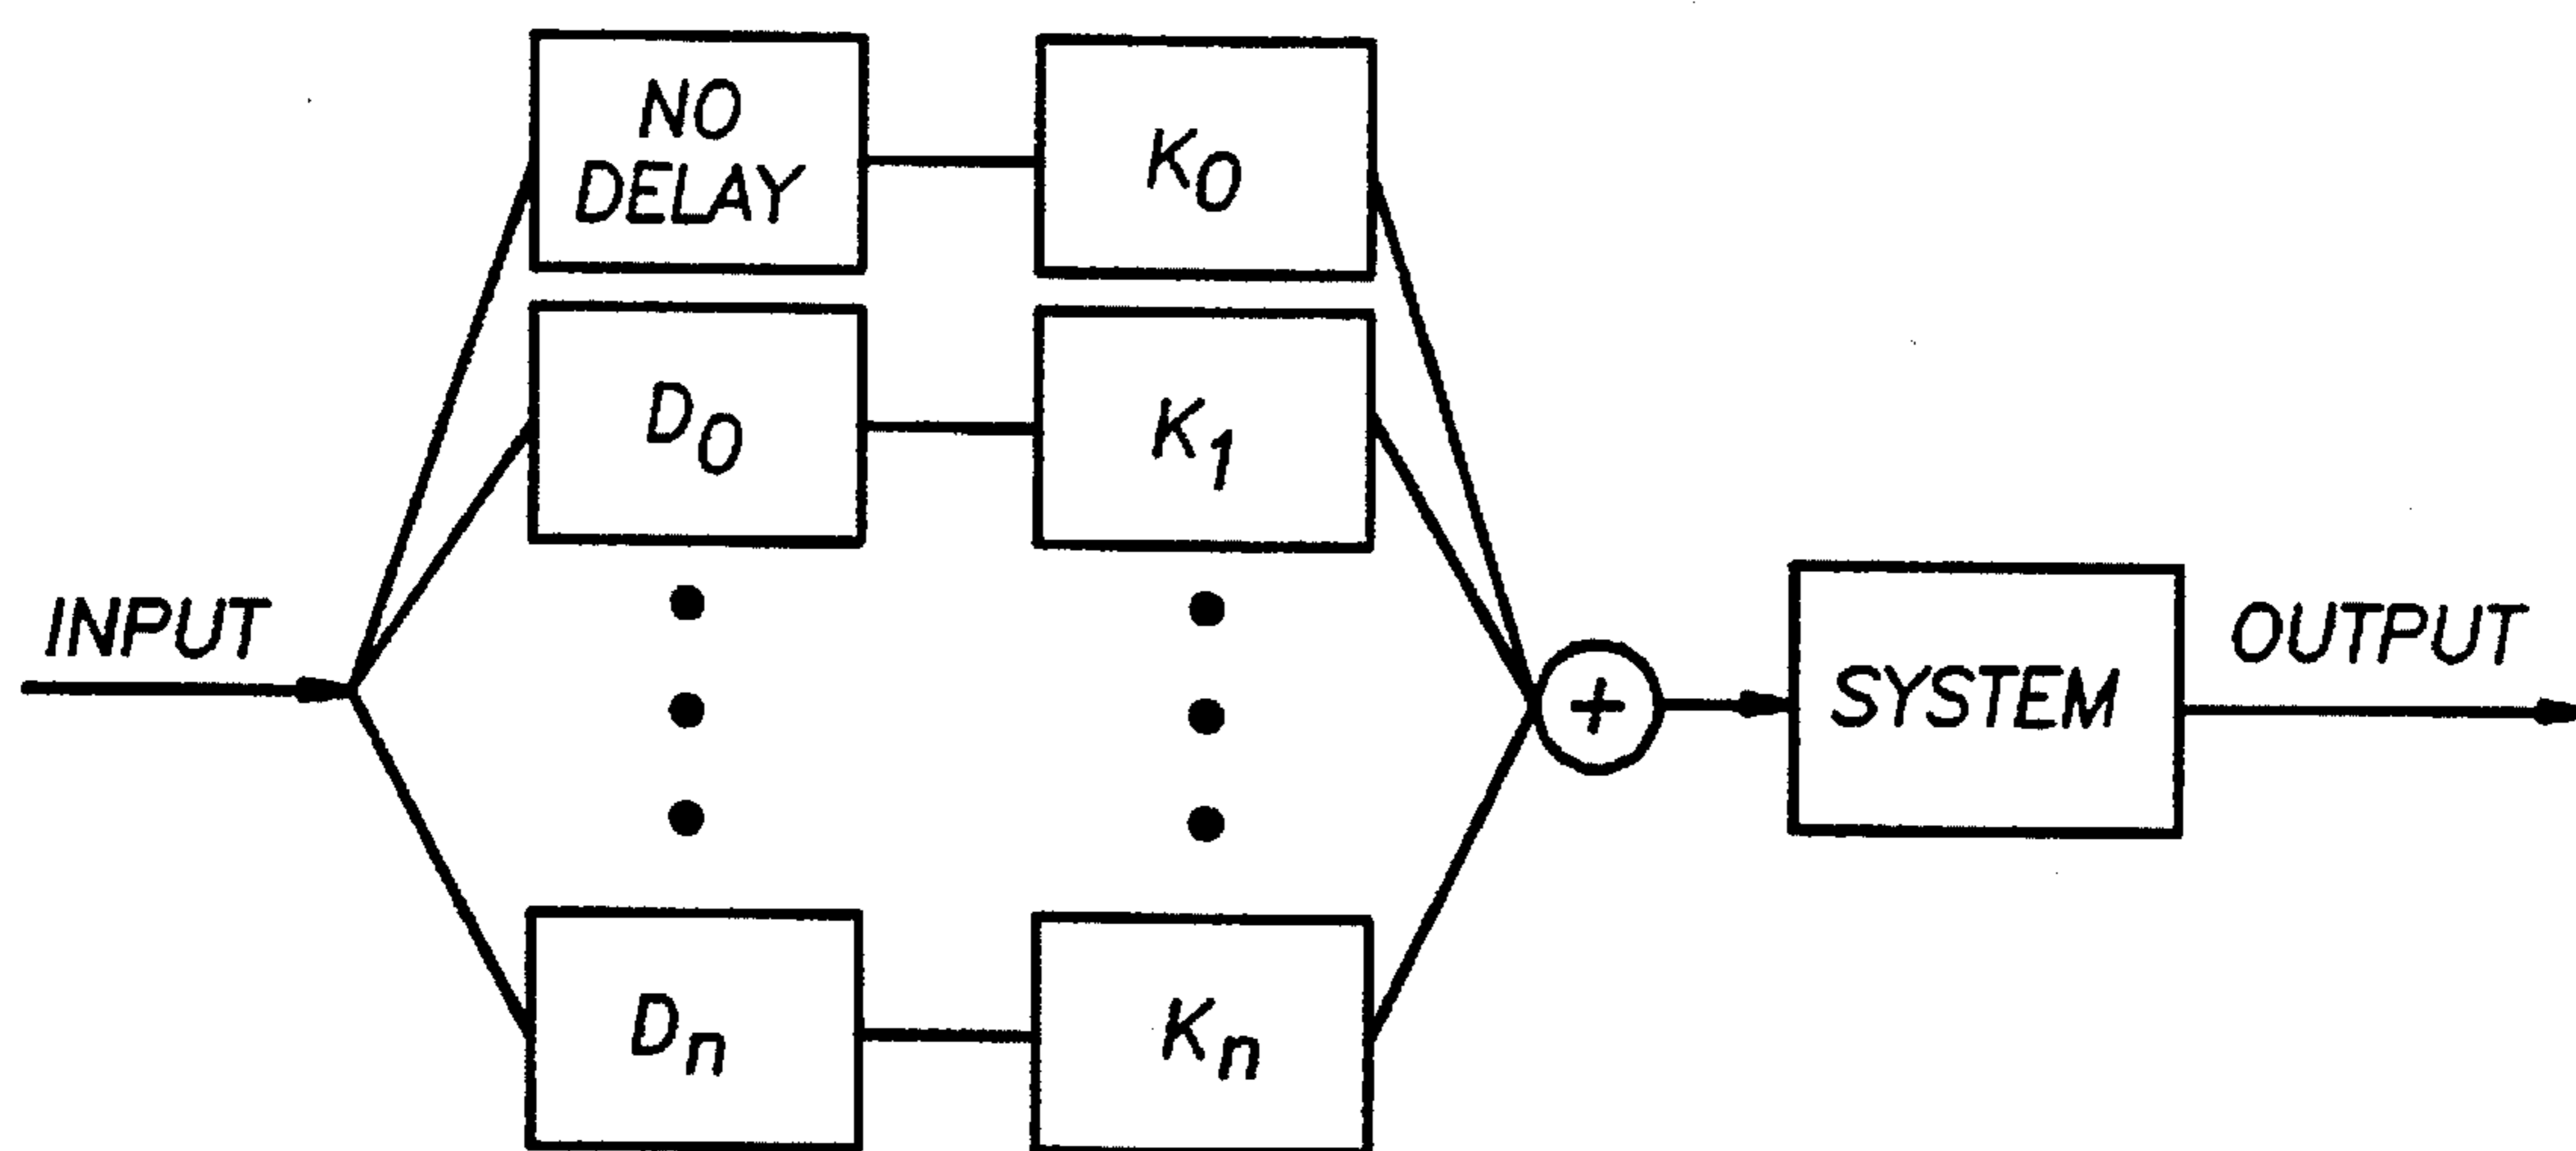 NO
DELAY
K0
D0
K1
INPUT
+
SYSTEM
OUTPUT
Dn
Kn